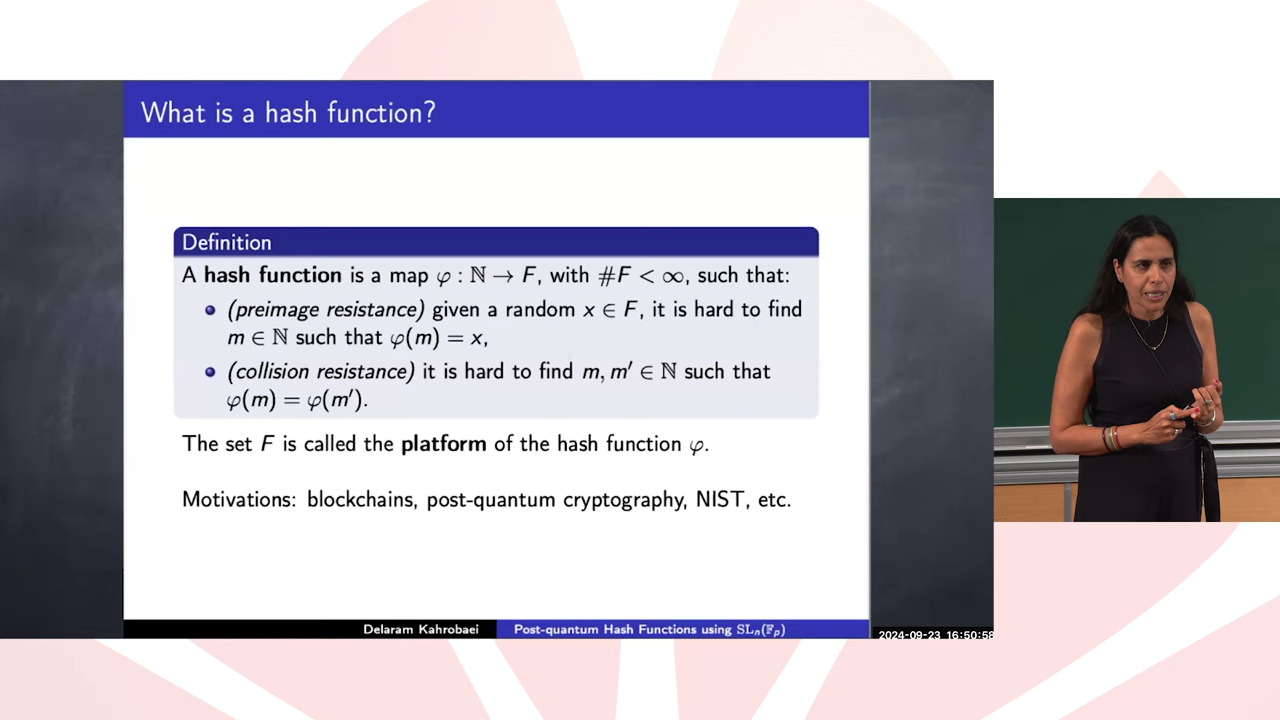 What is a hash function?
Definition
A hash function is a map φ : ℕ → F, with #F < ∞, such that:
(preimage resistance) given a random x ∈ F, it is hard to find
m ∈ ℕ such that φ(m) = x,
(collision resistance) it is hard to find m, m′ ∈ ℕ such that
φ(m) = φ(m′).
The set F is called the platform of the hash function φ.
Motivations: blockchains, post-quantum cryptography, NIST, etc.
Delaram Kahrobaei
Post-quantum Hash Functions using SLₙ(𝔽ₚ)
2024-09-23 16:50:58